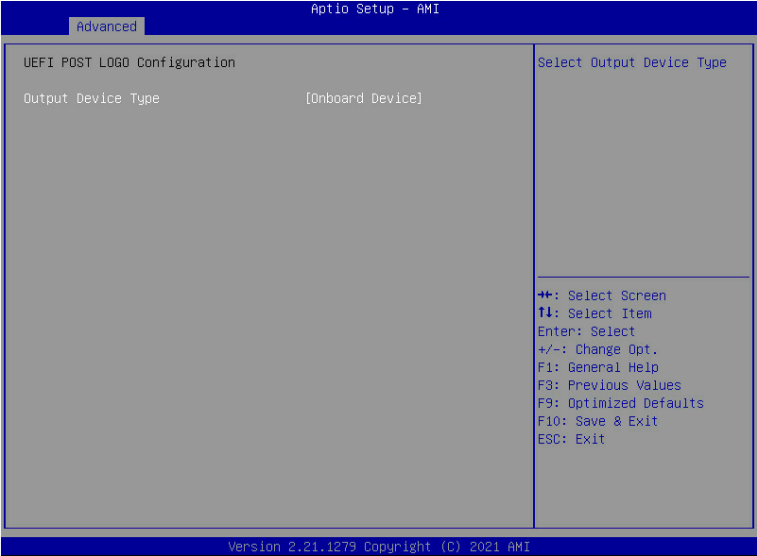 Aptio Setup – AMI
Advanced
UEFI POST LOGO Configuration
Output Device Type [Onboard Device]
Select Output Device Type
→←: Select Screen
↑↓: Select Item
Enter: Select
+/-: Change Opt.
F1: General Help
F3: Previous Values
F9: Optimized Defaults
F10: Save & Exit
ESC: Exit
Version 2.21.1279 Copyright (C) 2021 AMI